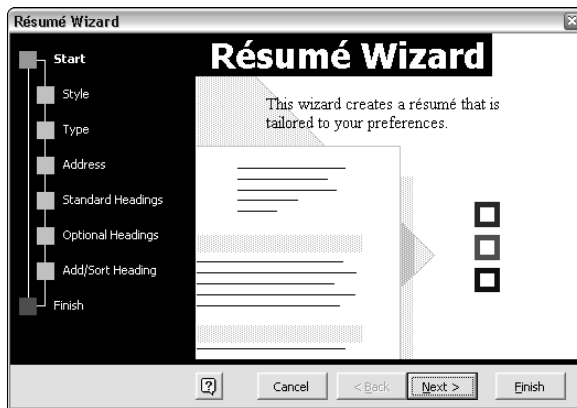 Résumé Wizard
Résumé Wizard
Start
This wizard creates a résumé that is
tailored to your preferences.
Style
Type
Address
Standard Headings
Optional Headings
Add/Sort Heading
Finish
?
Cancel
< Back
Next >
Finish